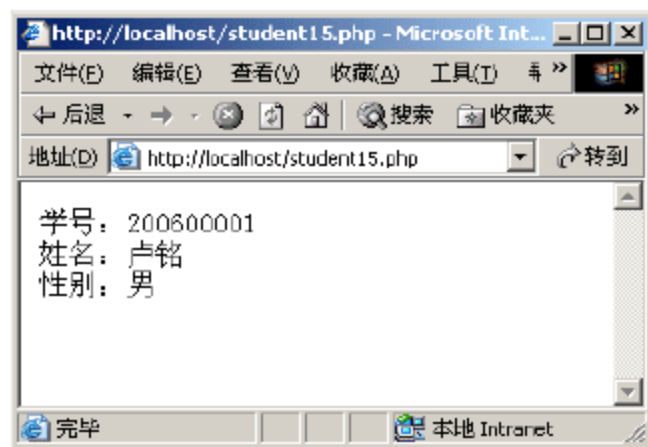 http://localhost/student15.php - Microsoft Int...
文件(F) 编辑(E) 查看(V) 收藏(A) 工具(T) »
后退 搜索 收藏夹 »
地址(D) http://localhost/student15.php 转到
学号：200600001
姓名：卢铭
性别：男
完毕 本地 Intranet